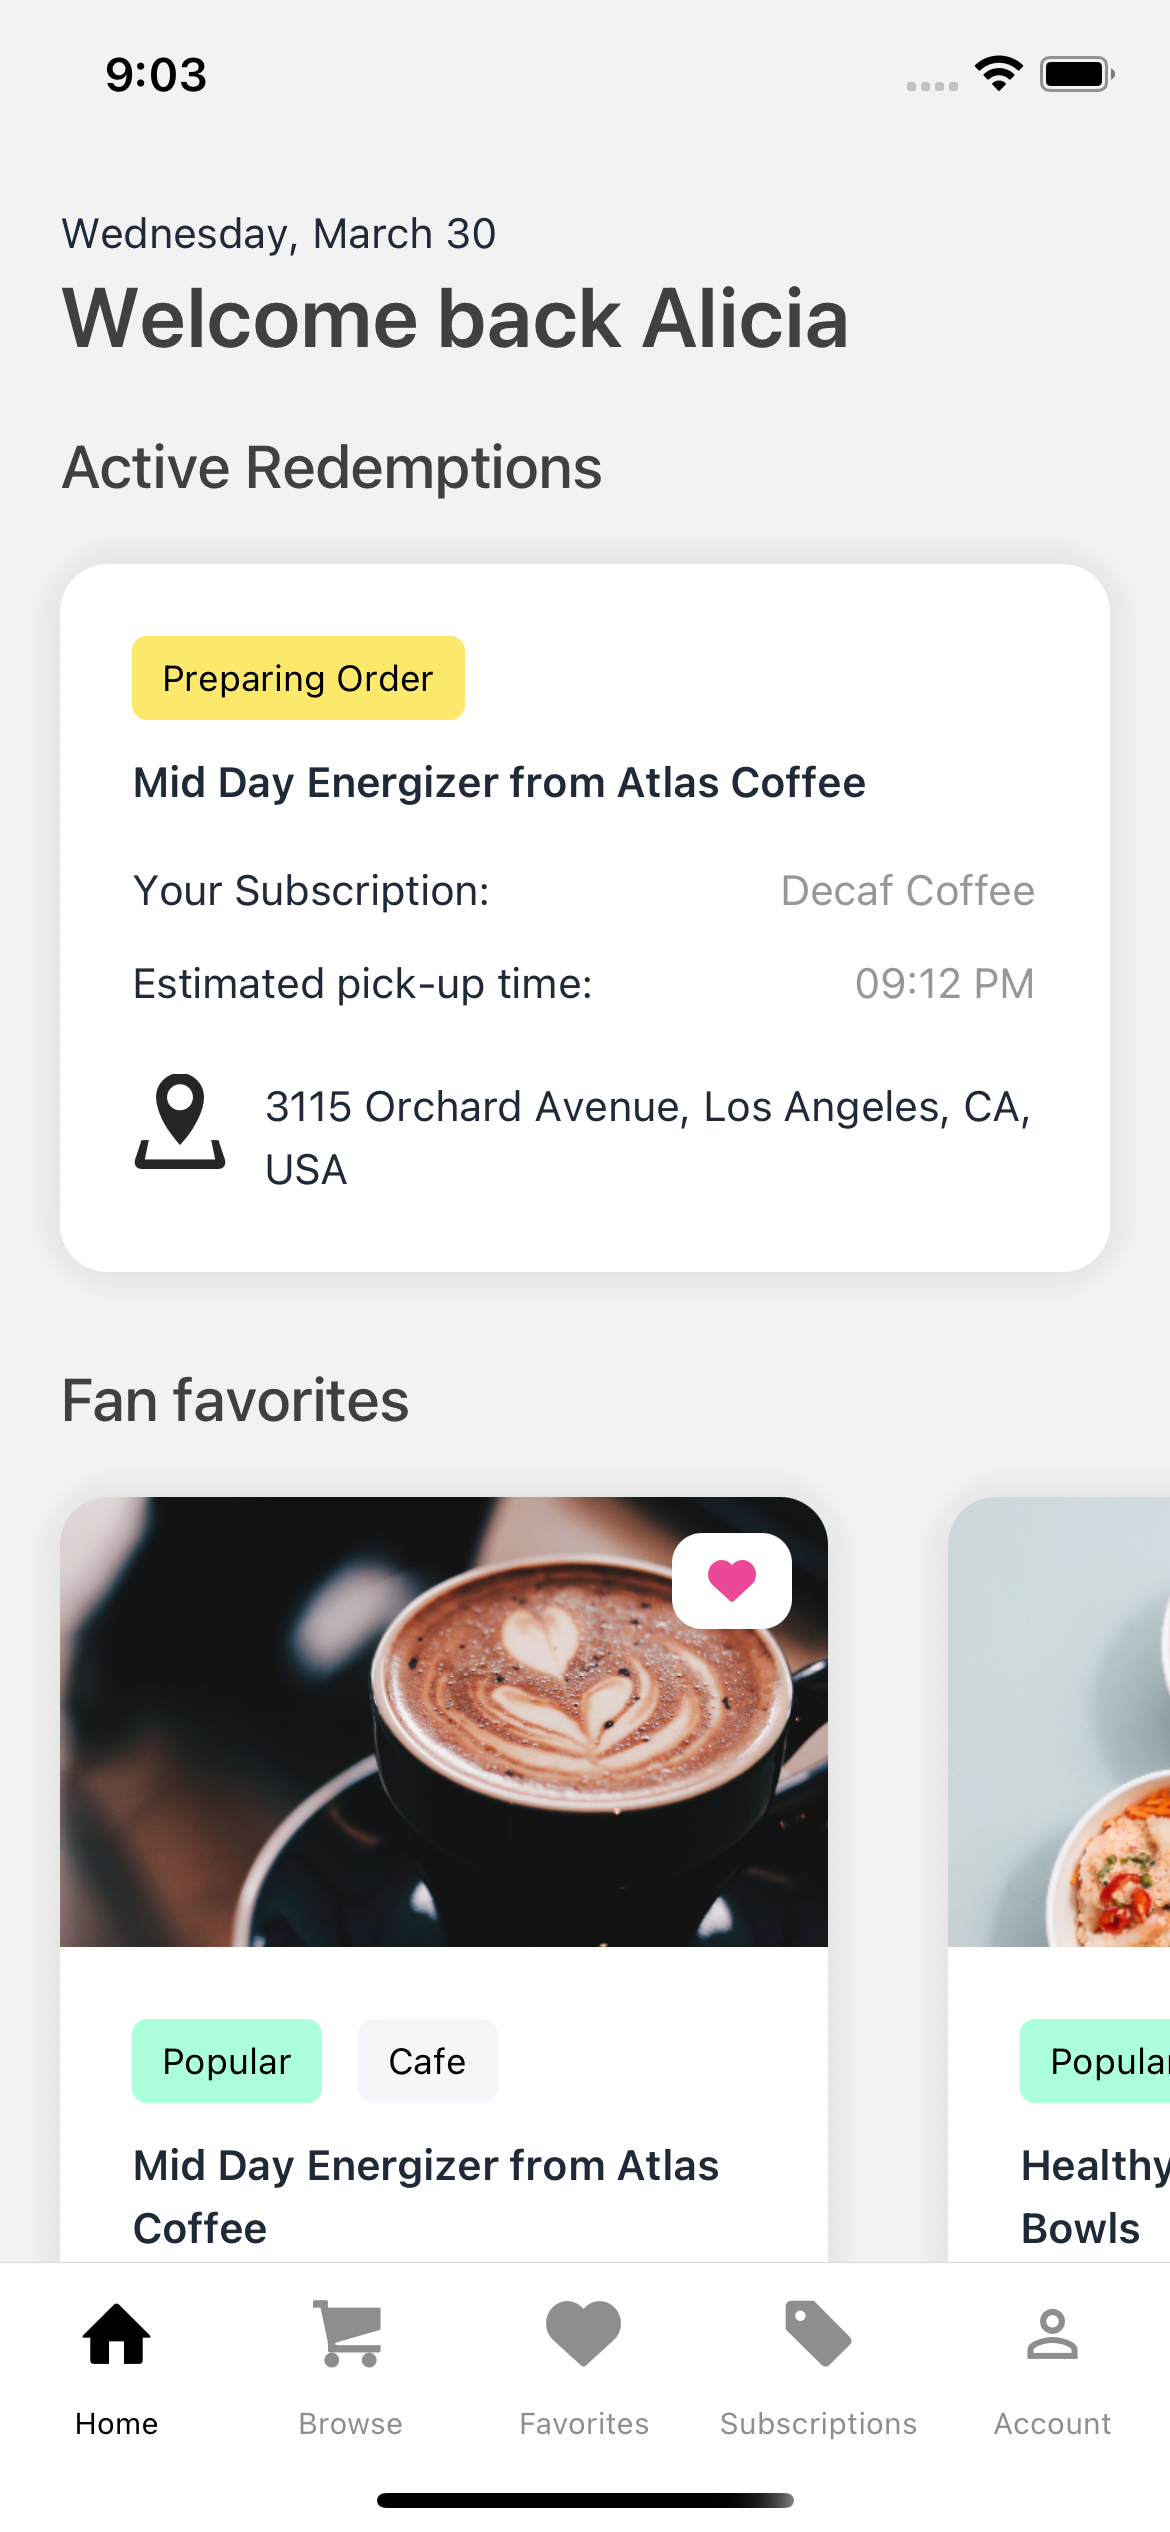 9:03
Wednesday, March 30
Welcome back Alicia
Active Redemptions
Preparing Order
Mid Day Energizer from Atlas Coffee
Your Subscription: Decaf Coffee
Estimated pick-up time: 09:12 PM
3115 Orchard Avenue, Los Angeles, CA,
USA
Fan favorites
Popular Cafe
Mid Day Energizer from Atlas
Coffee
Popular
Healthy
Bowls
Home Browse Favorites Subscriptions Account